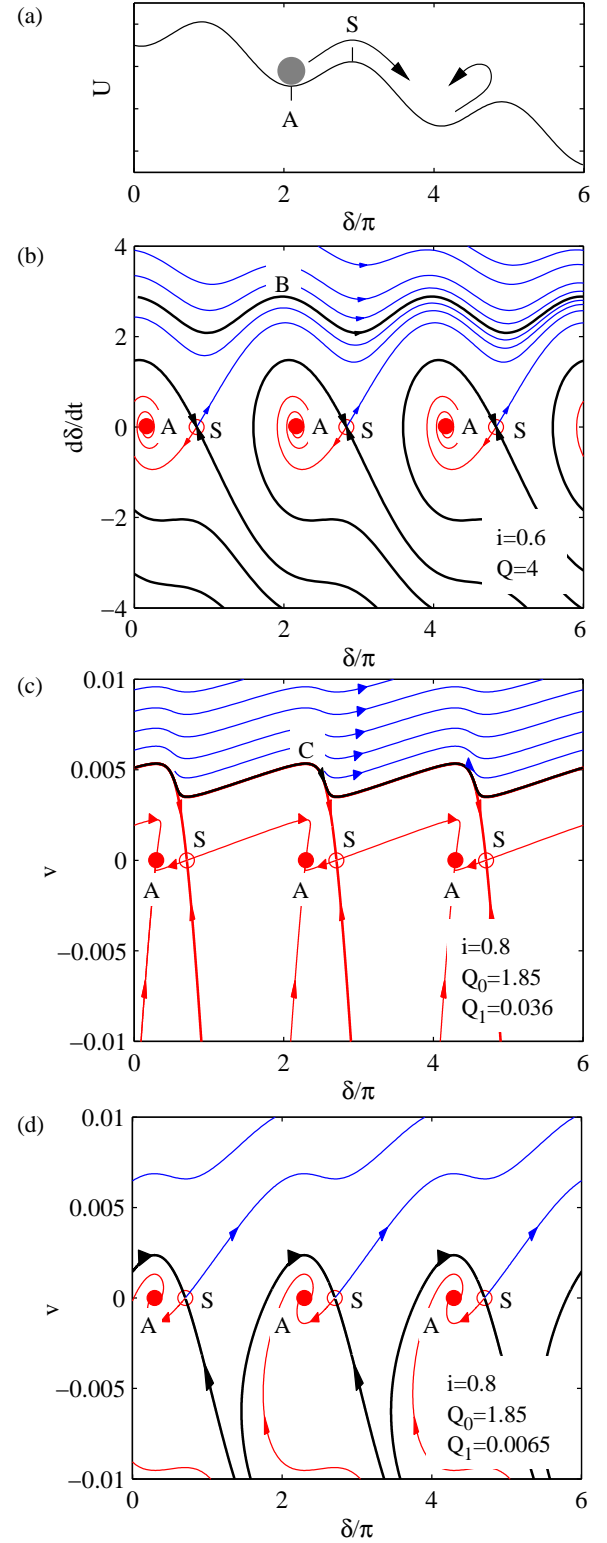 (a)
S
U
A
0 2 4 6
δ/π
(b)
4
B
2
dδ/dt
0
A S A S A S
−2
i=0.6
Q=4
−4
0 2 4 6
δ/π
(c)
0.01
C
0.005
v
0
S S S
A A A
−0.005
i=0.8
Q₀=1.85
Q₁=0.036
−0.01
0 2 4 6
δ/π
(d)
0.01
0.005
v
0
S S S
A A A
−0.005
i=0.8
Q₀=1.85
Q₁=0.0065
−0.01
0 2 4 6
δ/π